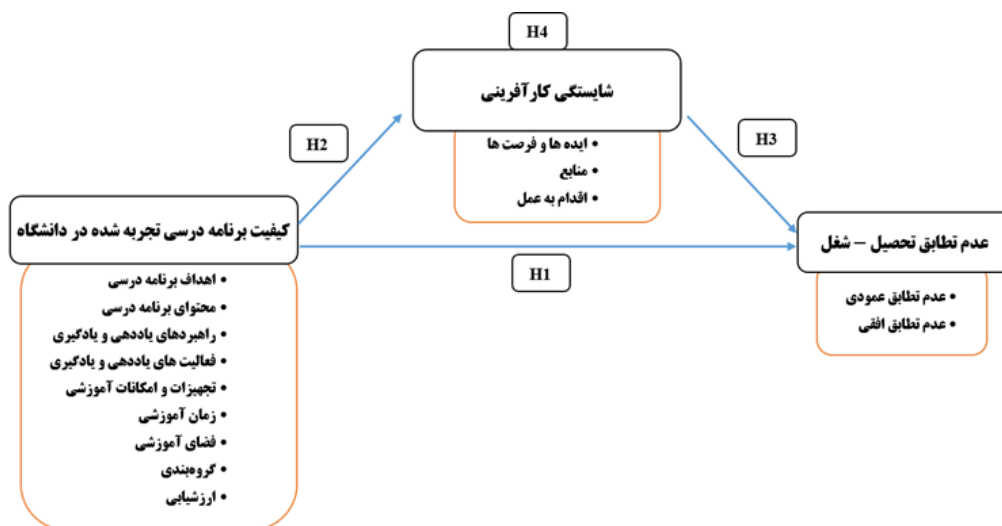 H4
شایستگی کارآفرینی
• ایده ها و فرصت ها
• منابع
• اقدام به عمل
H2
H3
کیفیت برنامه درسی تجربه شده در دانشگاه
• اهداف برنامه درسی
• محتوای برنامه درسی
• راهبردهای یاددهی و یادگیری
• فعالیت های یاددهی و یادگیری
• تجهیزات و امکانات آموزشی
• زمان آموزشی
• فضای آموزشی
• گروه‌بندی
• ارزشیابی
H1
عدم تطابق تحصیل – شغل
• عدم تطابق عمودی
• عدم تطابق افقی